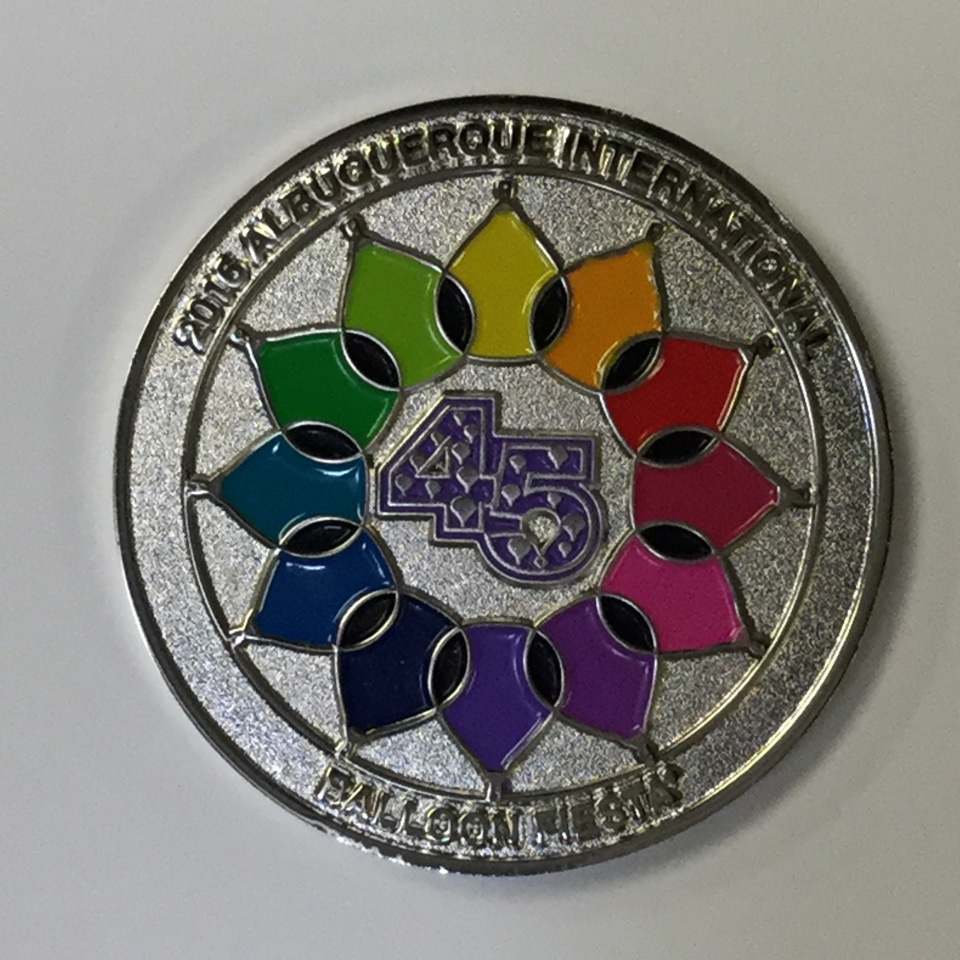 2016 ALBUQUERQUE INTERNATIONAL
45
BALLOON FIESTA